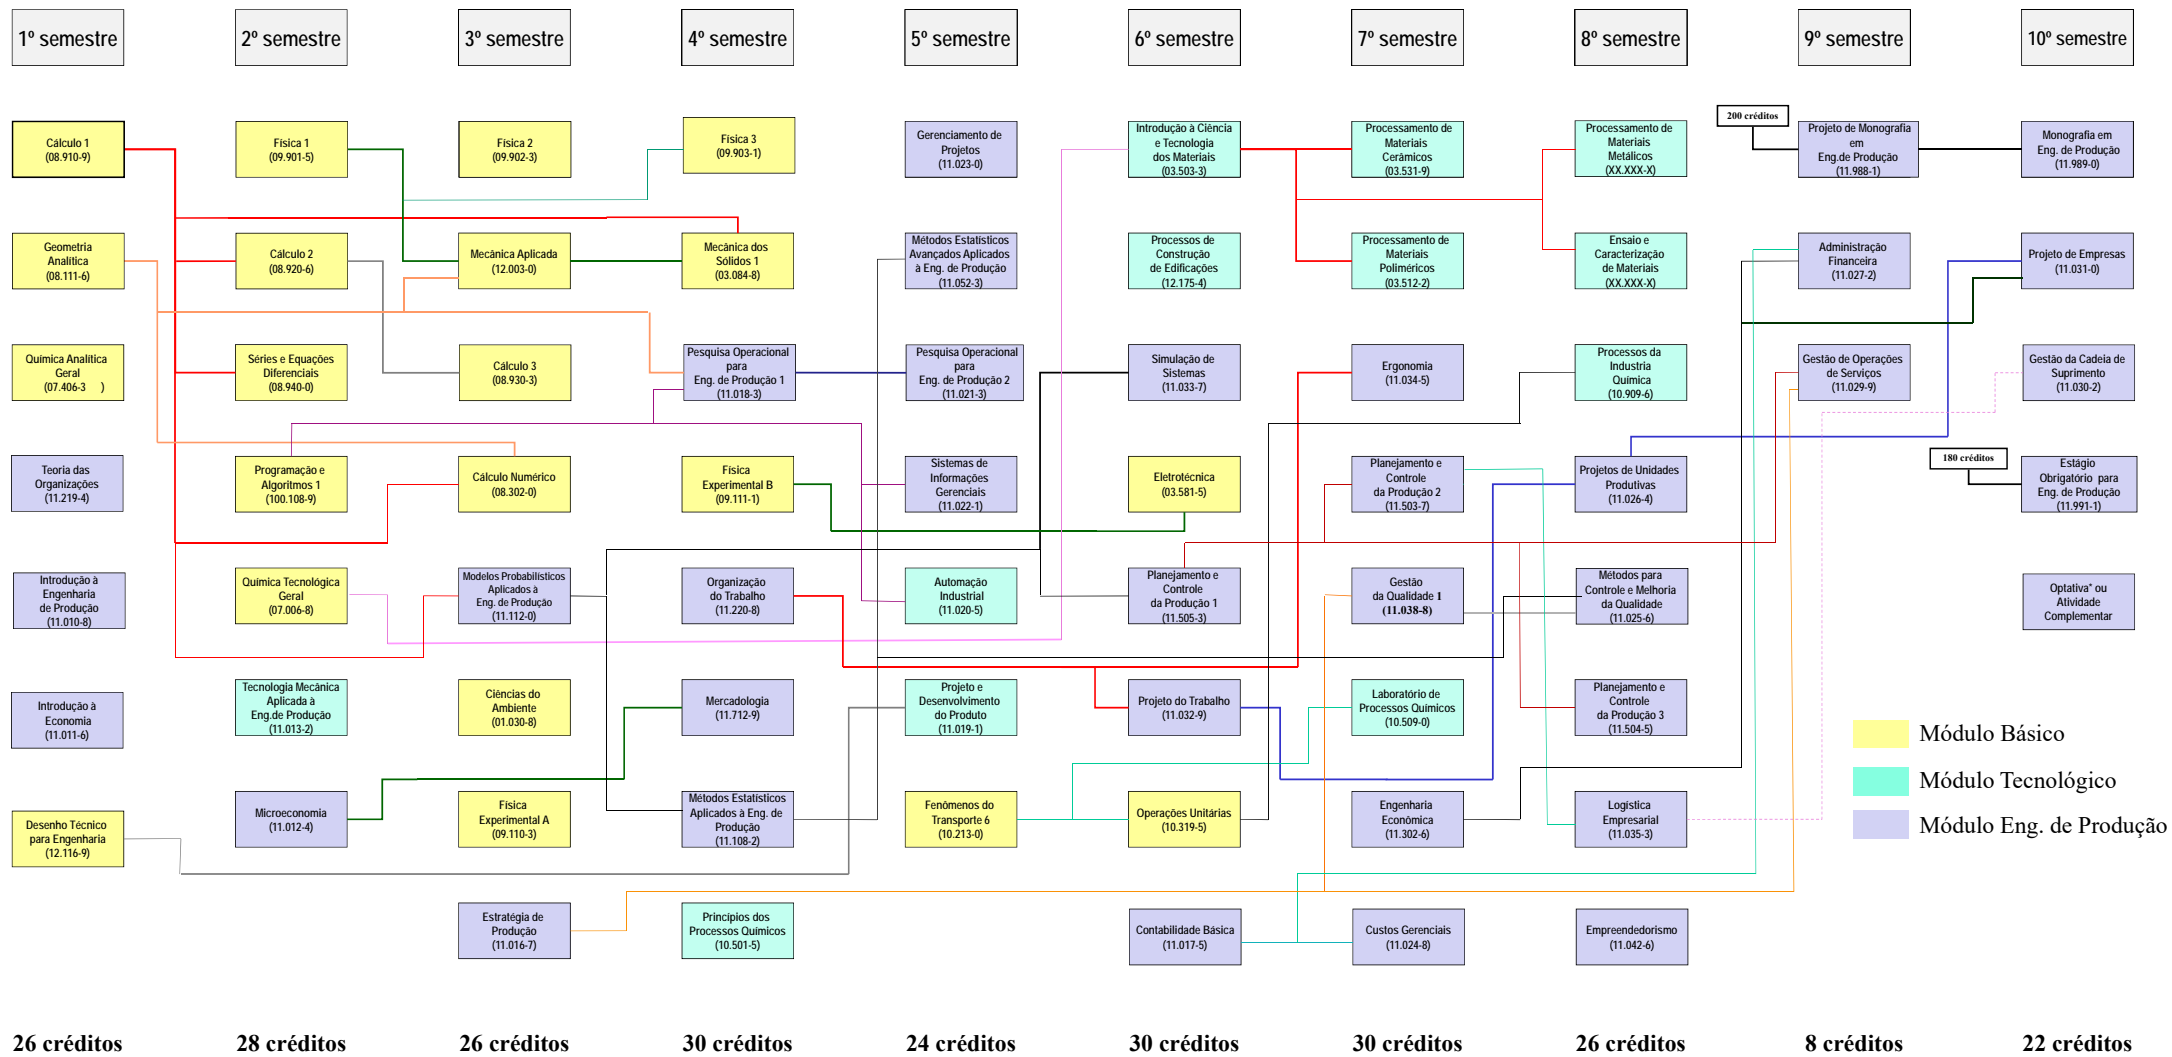 1º semestre
2º semestre
3º semestre
4º semestre
5º semestre
6º semestre
7º semestre
8º semestre
9º semestre
10º semestre
Cálculo 1
(08.910-9)
Física 1
(09.901-5)
Física 2
(09.902-3)
Física 3
(09.903-1)
Gerenciamento de
Projetos
(11.023-0)
Introdução à Ciência
e Tecnologia
dos Materiais
(03.503-3)
Processamento de
Materiais
Cerâmicos
(03.531-9)
Processamento de
Materiais
Metálicos
(XX.XXX-X)
200 créditos
Projeto de Monografia
em
Eng.de Produção
(11.988-1)
Monografia em
Eng. de Produção
(11.989-0)
Geometria
Analítica
(08.111-6)
Cálculo 2
(08.920-6)
Mecânica Aplicada
(12.003-0)
Mecânica dos
Sólidos 1
(03.084-8)
Métodos Estatísticos
Avançados Aplicados
à Eng. de Produção
(11.052-3)
Processos de
Construção
de Edificações
(12.175-4)
Processamento de
Materiais
Poliméricos
(03.512-2)
Ensaio e
Caracterização
de Materiais
(XX.XXX-X)
Administração
Financeira
(11.027-2)
Projeto de Empresas
(11.031-0)
Química Analítica
Geral
(07.406-3 )
Séries e Equações
Diferenciais
(08.940-0)
Cálculo 3
(08.930-3)
Pesquisa Operacional
para
Eng. de Produção 1
(11.018-3)
Pesquisa Operacional
para
Eng. de Produção 2
(11.021-3)
Simulação de
Sistemas
(11.033-7)
Ergonomia
(11.034-5)
Processos da
Industria
Química
(10.909-6)
Gestão de Operações
de Serviços
(11.029-9)
Gestão da Cadeia de
Suprimento
(11.030-2)
Teoria das
Organizações
(11.219-4)
Programação e
Algoritmos 1
(100.108-9)
Cálculo Numérico
(08.302-0)
Física
Experimental B
(09.111-1)
Sistemas de
Informações
Gerenciais
(11.022-1)
Eletrotécnica
(03.581-5)
Planejamento e
Controle
da Produção 2
(11.503-7)
Projetos de Unidades
Produtivas
(11.026-4)
180 créditos
Estágio
Obrigatório para
Eng. de Produção
(11.991-1)
Introdução à
Engenharia
de Produção
(11.010-8)
Química Tecnológica
Geral
(07.006-8)
Modelos Probabilísticos
Aplicados à
Eng. de Produção
(11.112-0)
Organização
do Trabalho
(11.220-8)
Automação
Industrial
(11.020-5)
Planejamento e
Controle
da Produção 1
(11.505-3)
Gestão
da Qualidade 1
(11.038-8)
Métodos para
Controle e Melhoria
da Qualidade
(11.025-6)
Optativa* ou
Atividade
Complementar
Introdução à
Economia
(11.011-6)
Tecnologia Mecânica
Aplicada à
Eng.de Produção
(11.013-2)
Ciências do
Ambiente
(01.030-8)
Mercadologia
(11.712-9)
Projeto e
Desenvolvimento
do Produto
(11.019-1)
Projeto do Trabalho
(11.032-9)
Laboratório de
Processos Químicos
(10.509-0)
Planejamento e
Controle
da Produção 3
(11.504-5)
Módulo Básico
Módulo Tecnológico
Módulo Eng. de Produção
Desenho Técnico
para Engenharia
(12.116-9)
Microeconomia
(11.012-4)
Física
Experimental A
(09.110-3)
Métodos Estatísticos
Aplicados à Eng. de
Produção
(11.108-2)
Fenômenos do
Transporte 6
(10.213-0)
Operações Unitárias
(10.319-5)
Engenharia
Econômica
(11.302-6)
Logística
Empresarial
(11.035-3)
Estratégia de
Produção
(11.016-7)
Princípios dos
Processos Químicos
(10.501-5)
Contabilidade Básica
(11.017-5)
Custos Gerenciais
(11.024-8)
Empreendedorismo
(11.042-6)
26 créditos
28 créditos
26 créditos
30 créditos
24 créditos
30 créditos
30 créditos
26 créditos
8 créditos
22 créditos